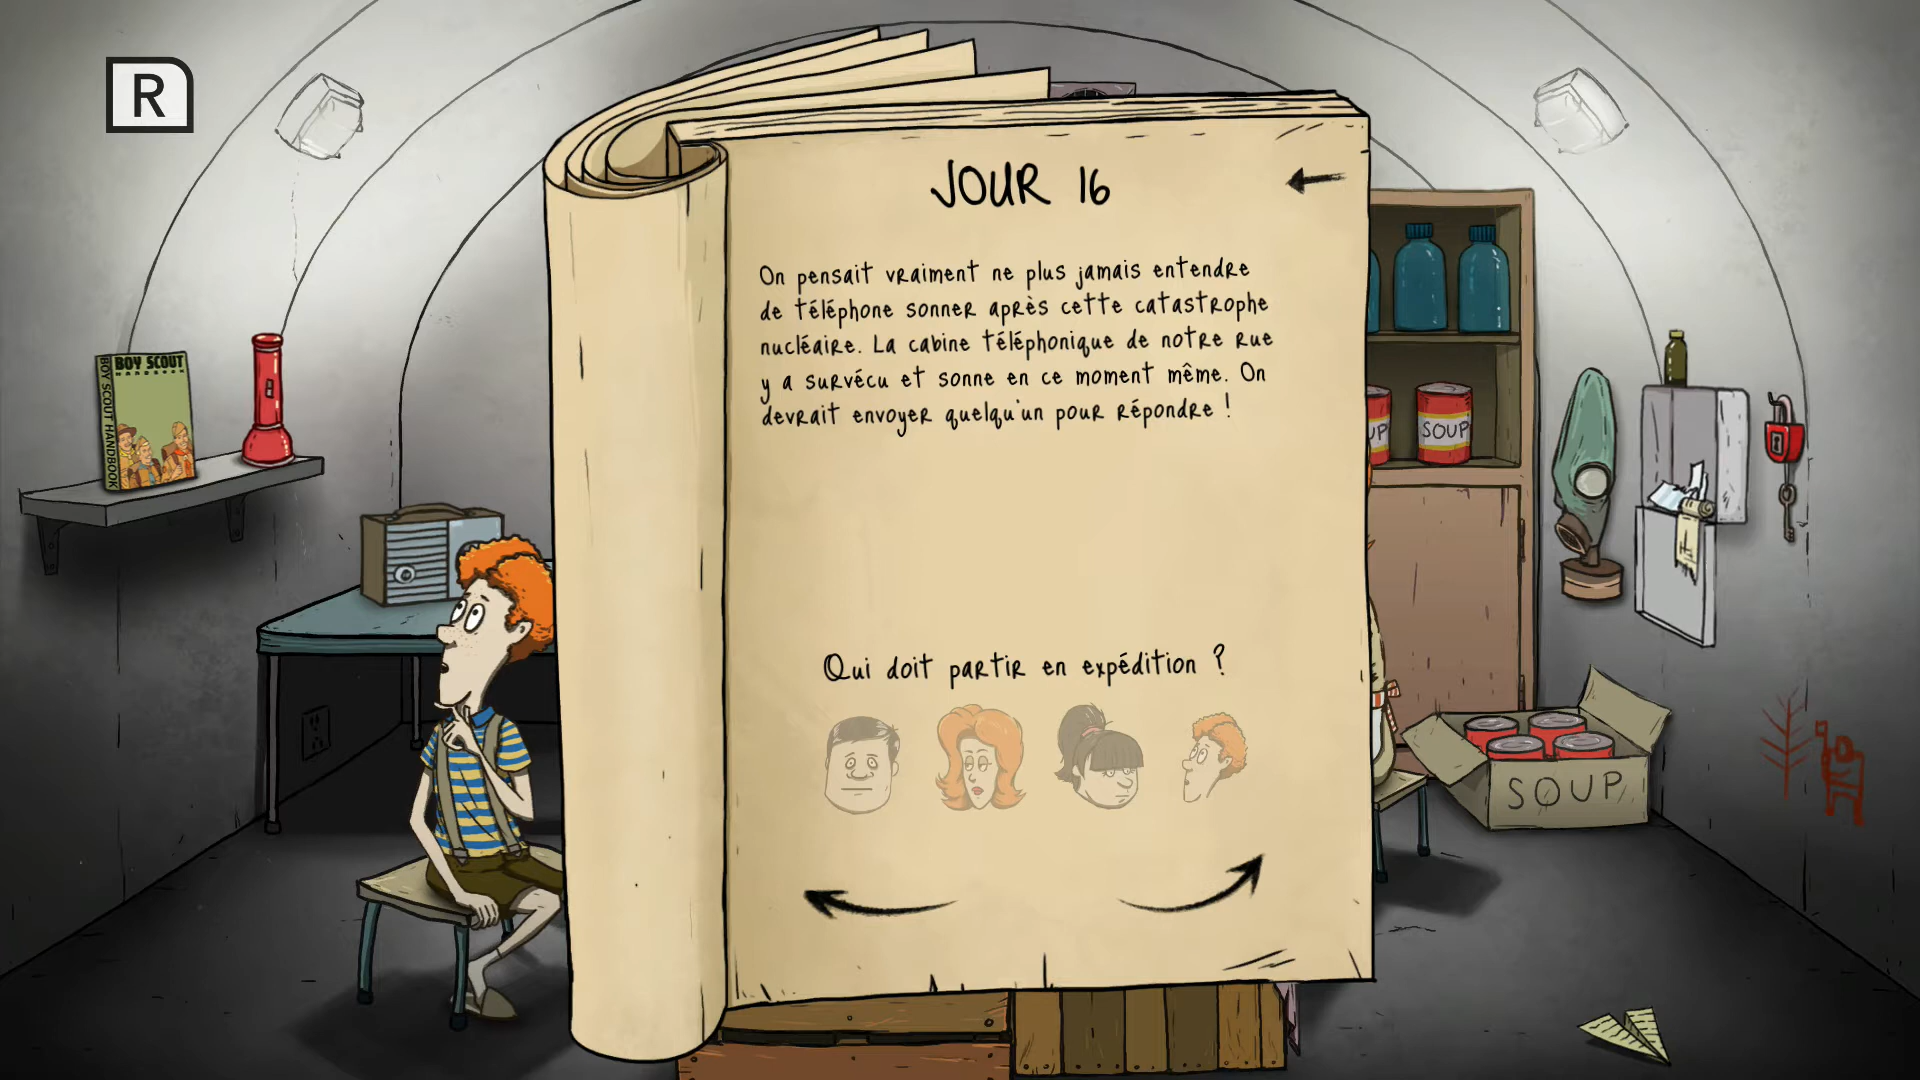 R
JOUR 16
On pensait vraiment ne plus jamais entendre
de téléphone sonner après cette catastrophe
nucléaire. La cabine téléphonique de notre rue
y a survécu et sonne en ce moment même. On
devrait envoyer quelqu'un pour répondre !
Qui doit partir en expédition ?
BOY SCOUT
HANDBOOK
BOY SCOUT HANDBOOK
UP
SOUP
SOUP